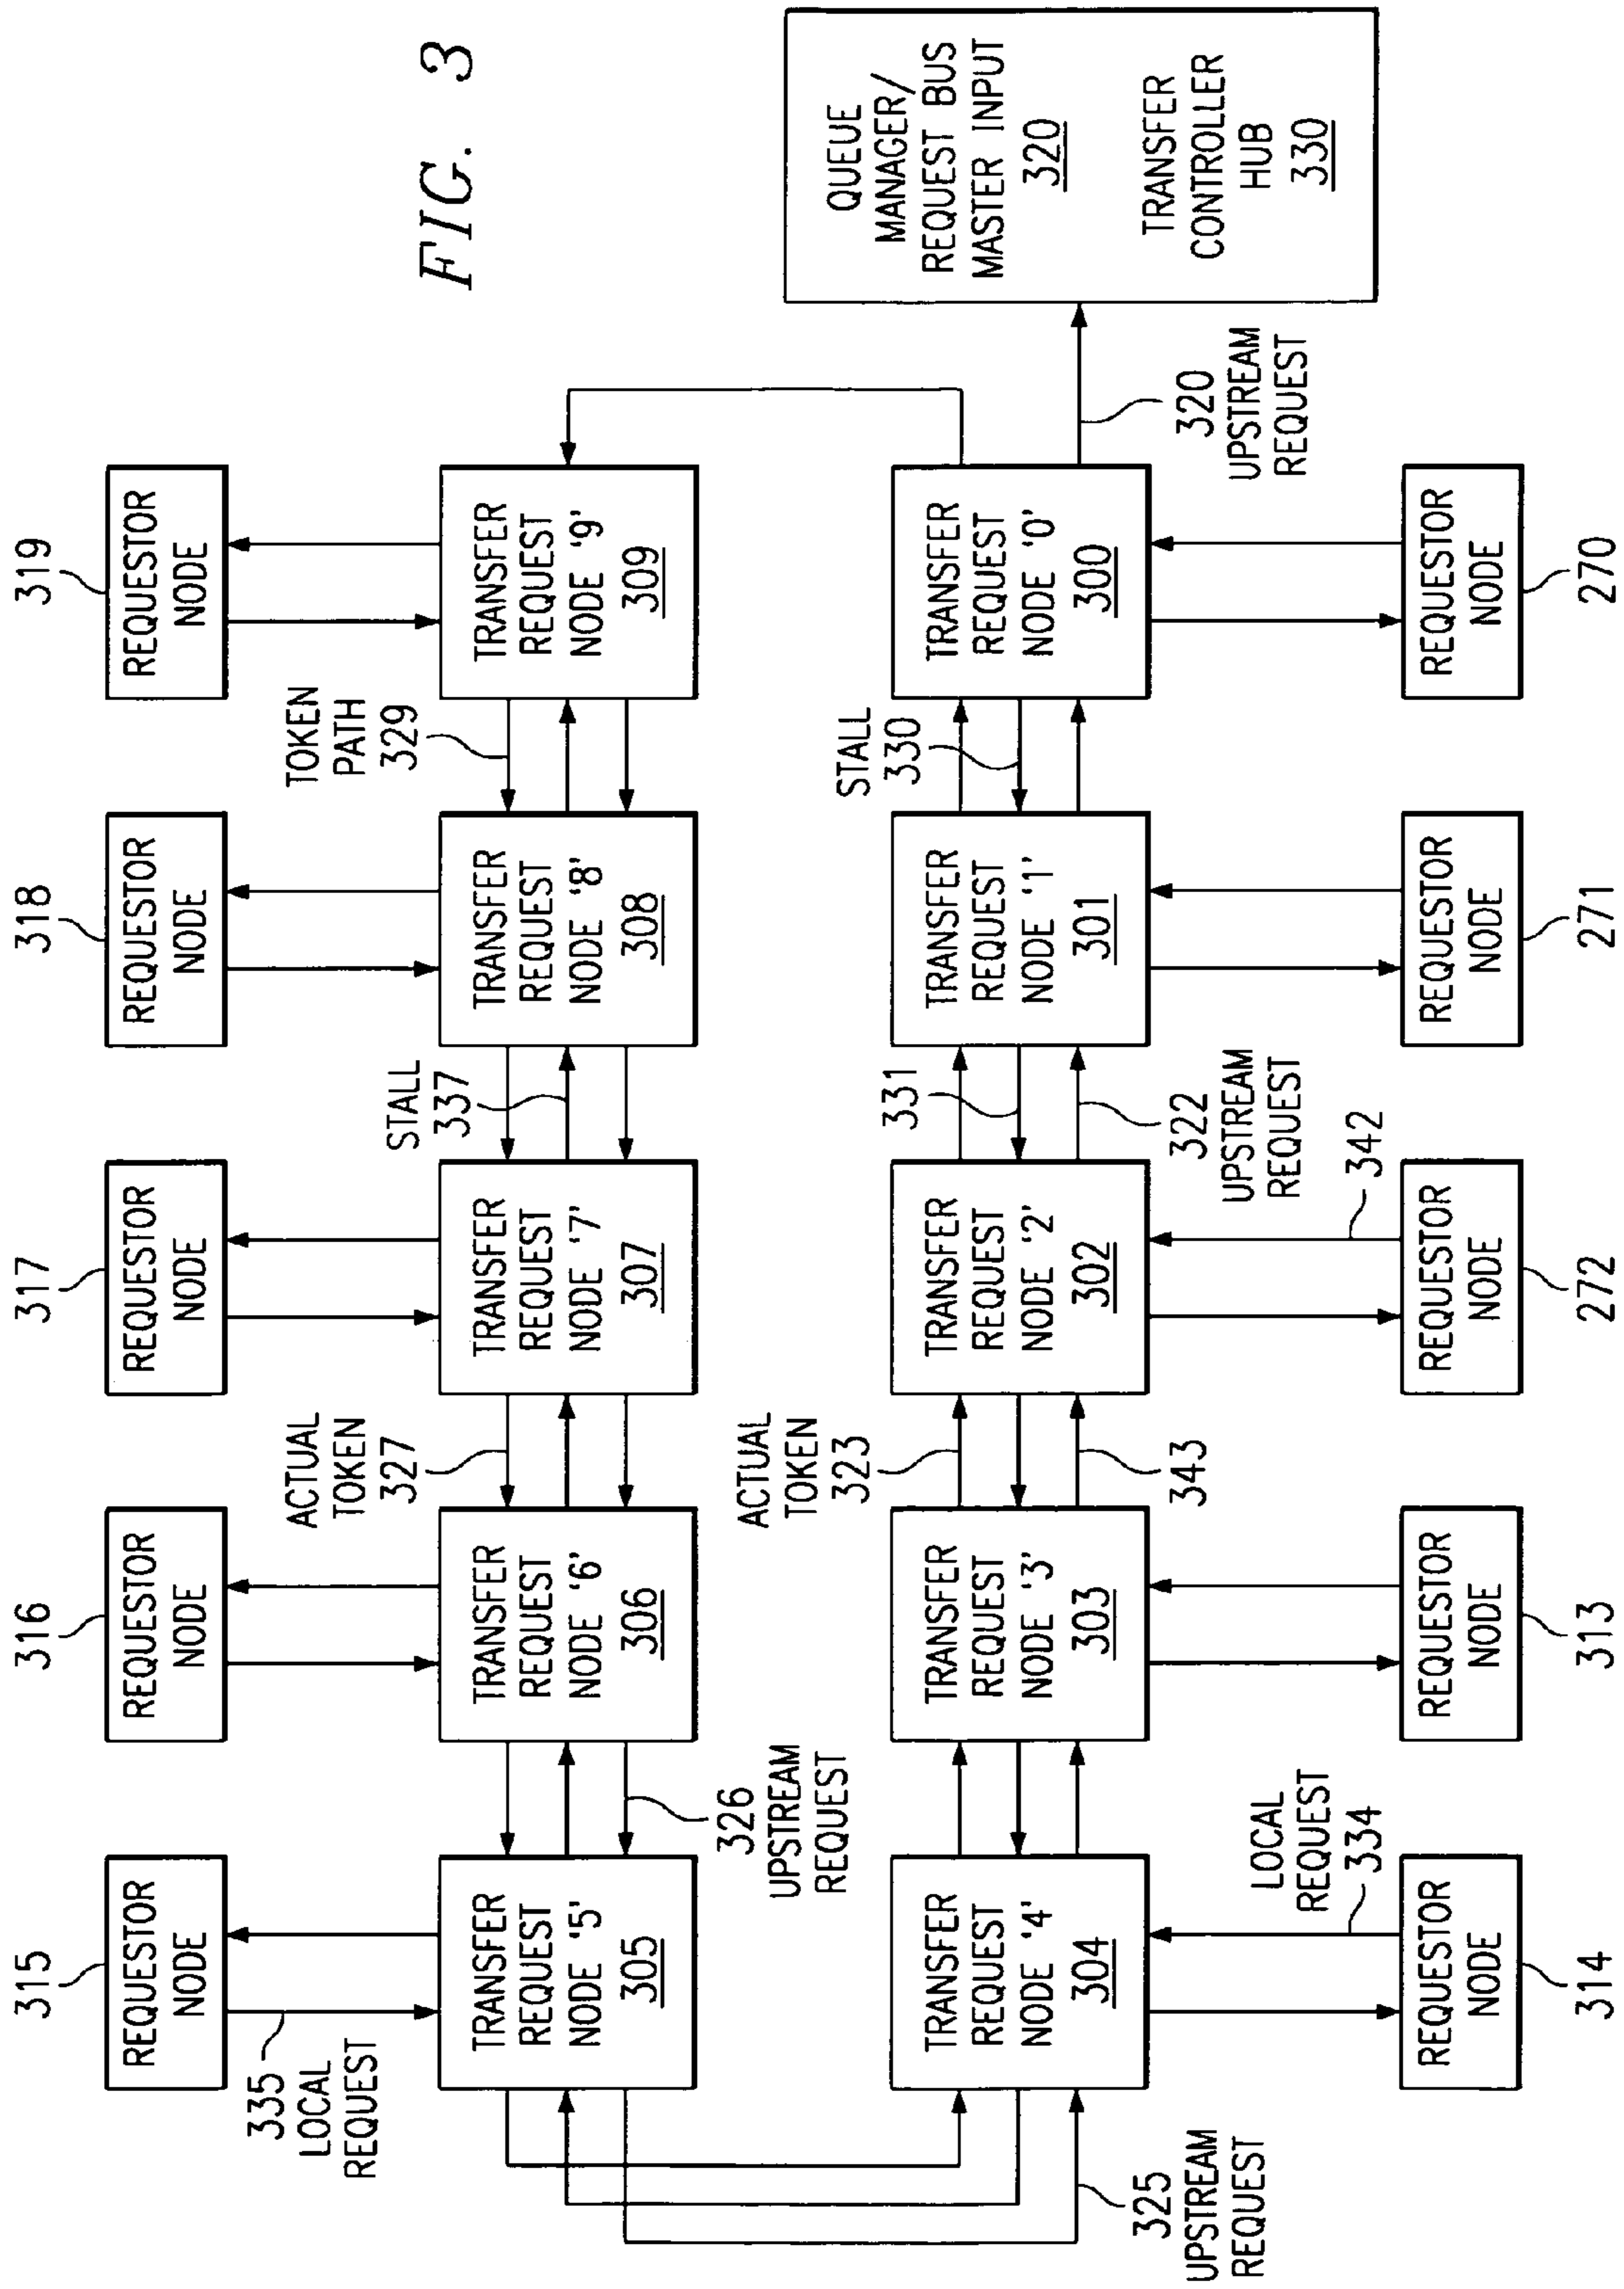 FIG. 3
319
REQUESTOR
NODE
318
REQUESTOR
NODE
317
REQUESTOR
NODE
316
REQUESTOR
NODE
315
REQUESTOR
NODE
335
LOCAL
REQUEST
TOKEN
PATH
329
STALL
337
ACTUAL
TOKEN
327
326
UPSTREAM
REQUEST
TRANSFER
REQUEST
NODE '9'
309
TRANSFER
REQUEST
NODE '8'
308
TRANSFER
REQUEST
NODE '7'
307
TRANSFER
REQUEST
NODE '6'
306
TRANSFER
REQUEST
NODE '5'
305
QUEUE
MANAGER/
REQUEST BUS
MASTER INPUT
320
TRANSFER
CONTROLLER
HUB
330
320
UPSTREAM
REQUEST
STALL
330
331
322
UPSTREAM
REQUEST
ACTUAL
TOKEN
323
343
325
UPSTREAM
REQUEST
TRANSFER
REQUEST
NODE '0'
300
TRANSFER
REQUEST
NODE '1'
301
TRANSFER
REQUEST
NODE '2'
302
TRANSFER
REQUEST
NODE '3'
303
TRANSFER
REQUEST
NODE '4'
304
342
LOCAL
REQUEST
334
REQUESTOR
NODE
270
REQUESTOR
NODE
271
REQUESTOR
NODE
272
REQUESTOR
NODE
313
REQUESTOR
NODE
314